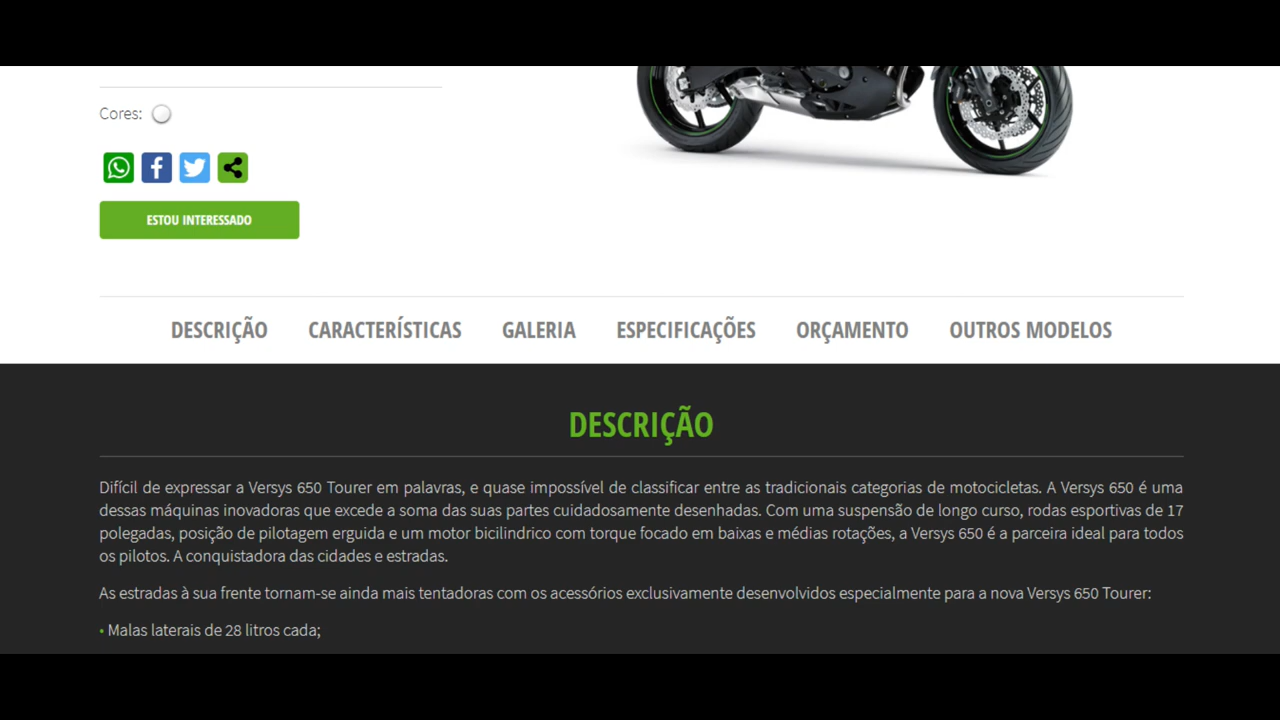 Cores:
ESTOU INTERESSADO
DESCRIÇÃO CARACTERÍSTICAS GALERIA ESPECIFICAÇÕES ORÇAMENTO OUTROS MODELOS
DESCRIÇÃO
Difícil de expressar a Versys 650 Tourer em palavras, e quase impossível de classificar entre as tradicionais categorias de motocicletas. A Versys 650 é uma
dessas máquinas inovadoras que excede a soma das suas partes cuidadosamente desenhadas. Com uma suspensão de longo curso, rodas esportivas de 17
polegadas, posição de pilotagem erguida e um motor bicilindrico com torque focado em baixas e médias rotações, a Versys 650 é a parceira ideal para todos
os pilotos. A conquistadora das cidades e estradas.
As estradas à sua frente tornam-se ainda mais tentadoras com os acessórios exclusivamente desenvolvidos especialmente para a nova Versys 650 Tourer:
• Malas laterais de 28 litros cada;